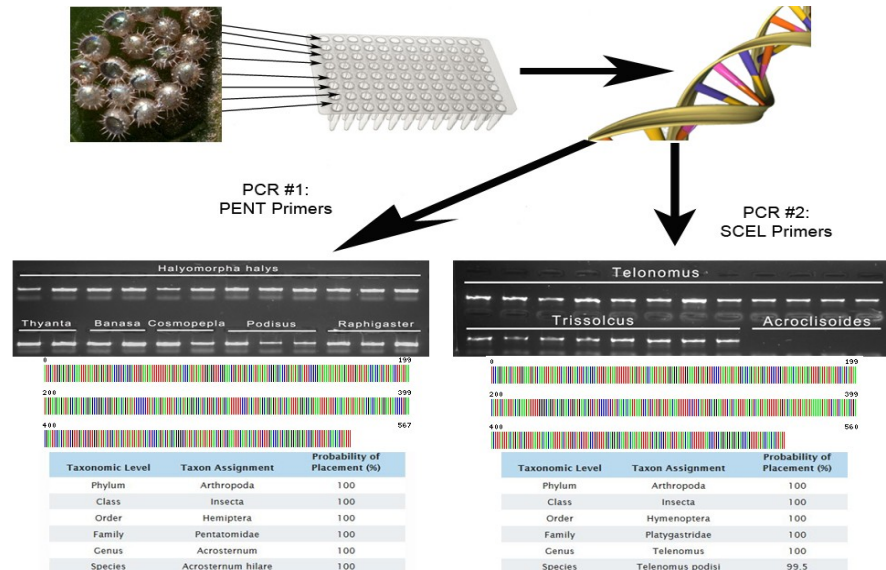 PCR #1:
PENT Primers
PCR #2:
SCEL Primers
Halyomorpha halys
Thyanta Banasa Cosmopepla Podisus Raphigaster
0 199
200 399
400 567
Taxonomic Level Taxon Assignment Probability of Placement (%)
Phylum Arthropoda 100
Class Insecta 100
Order Hemiptera 100
Family Pentatomidae 100
Genus Acrosternum 100
Species Acrosternum hilare 100
Telonomus
Trissolcus Acroclisoides
0 199
200 399
400 560
Taxonomic Level Taxon Assignment Probability of Placement (%)
Phylum Arthropoda 100
Class Insecta 100
Order Hymenoptera 100
Family Platygastridae 100
Genus Telenomus 100
Species Telenomus podisi 99.5